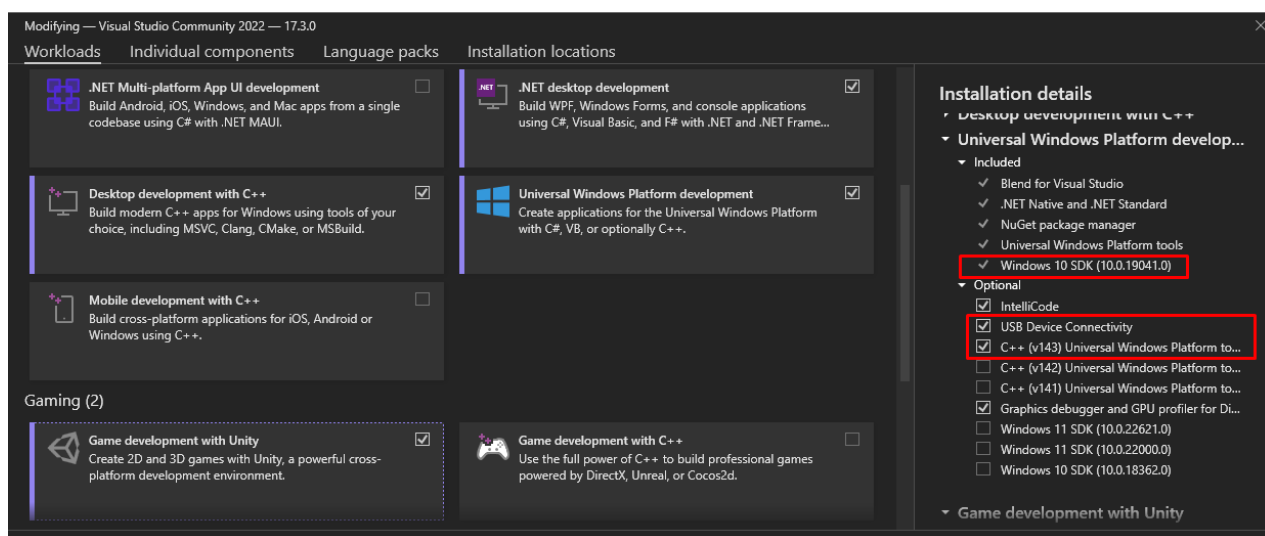 Modifying — Visual Studio Community 2022 — 17.3.0
Workloads Individual components Language packs Installation locations
.NET Multi-platform App UI development
Build Android, iOS, Windows, and Mac apps from a single
codebase using C# with .NET MAUI.
.NET
.NET desktop development
Build WPF, Windows Forms, and console applications
using C#, Visual Basic, and F# with .NET and .NET Frame...
Desktop development with C++
Build modern C++ apps for Windows using tools of your
choice, including MSVC, Clang, CMake, or MSBuild.
Universal Windows Platform development
Create applications for the Universal Windows Platform
with C#, VB, or optionally C++.
Mobile development with C++
Build cross-platform applications for iOS, Android or
Windows using C++.
Gaming (2)
Game development with Unity
Create 2D and 3D games with Unity, a powerful cross-
platform development environment.
Game development with C++
Use the full power of C++ to build professional games
powered by DirectX, Unreal, or Cocos2d.
Installation details
Desktop development with C++
Universal Windows Platform develop...
Included
Blend for Visual Studio
.NET Native and .NET Standard
NuGet package manager
Universal Windows Platform tools
Windows 10 SDK (10.0.19041.0)
Optional
IntelliCode
USB Device Connectivity
C++ (v143) Universal Windows Platform to...
C++ (v142) Universal Windows Platform to...
C++ (v141) Universal Windows Platform to...
Graphics debugger and GPU profiler for Di...
Windows 11 SDK (10.0.22621.0)
Windows 11 SDK (10.0.22000.0)
Windows 10 SDK (10.0.18362.0)
Game development with Unity